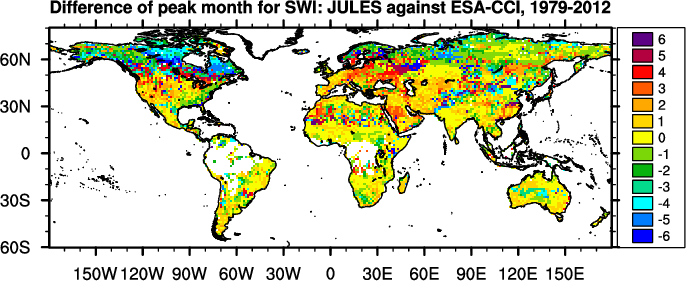 Difference of peak month for SWI: JULES against ESA-CCI, 1979-2012
60N
30N
0
30S
60S
150W 120W 90W 60W 30W 0 30E 60E 90E 120E 150E
6
5
4
3
2
1
0
-1
-2
-3
-4
-5
-6